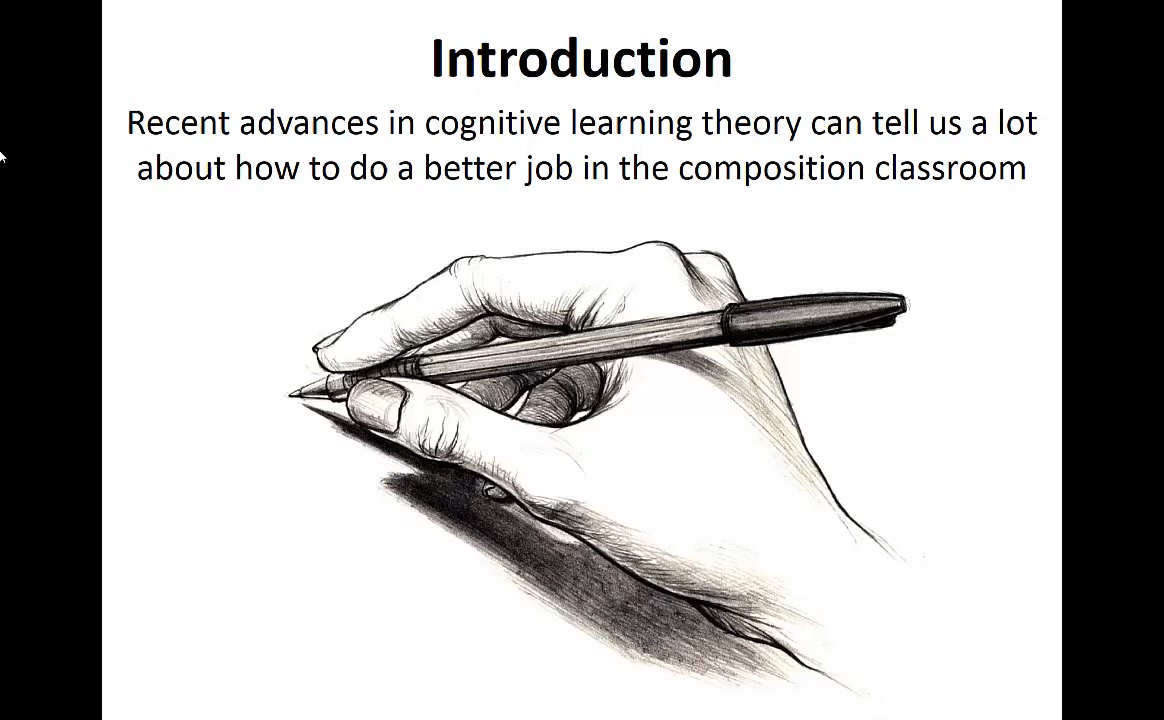 Introduction
Recent advances in cognitive learning theory can tell us a lot
about how to do a better job in the composition classroom